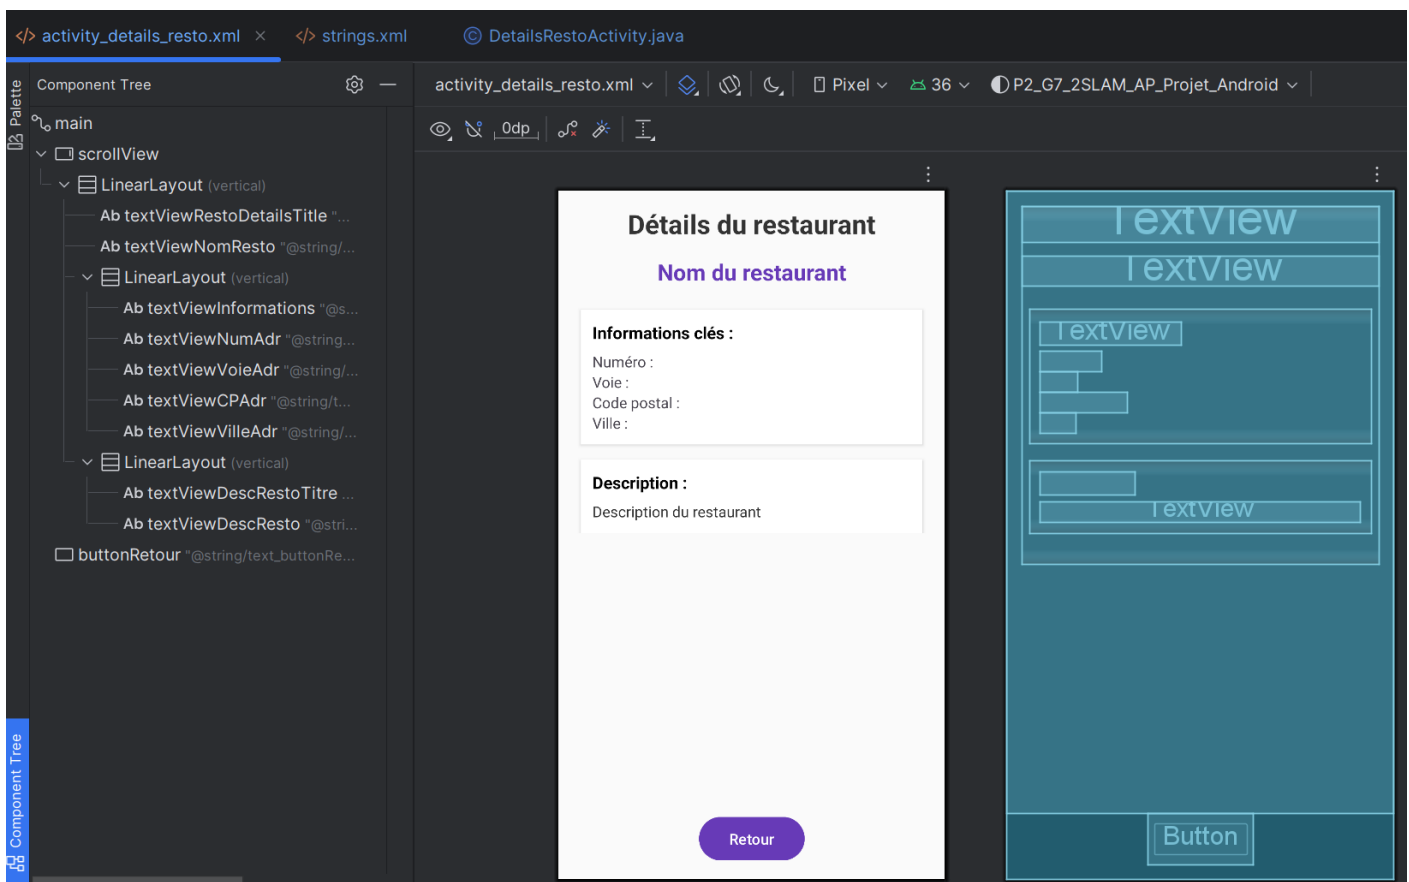 activity_details_resto.xml
strings.xml
DetailsRestoActivity.java
Palette
Component Tree
activity_details_resto.xml
Pixel
36
P2_G7_2SLAM_AP_Projet_Android
0dp
main
scrollView
LinearLayout (vertical)
Ab textViewRestoDetailsTitle "...
Ab textViewNomResto "@string/...
LinearLayout (vertical)
Ab textViewInformations "@s...
Ab textViewNumAdr "@string...
Ab textViewVoieAdr "@string/...
Ab textViewCPAdr "@string/t...
Ab textViewVilleAdr "@string/...
LinearLayout (vertical)
Ab textViewDescRestoTitre ...
Ab textViewDescResto "@stri...
buttonRetour "@string/text_buttonRe...
Component Tree
Détails du restaurant
Nom du restaurant
Informations clés :
Numéro :
Voie :
Code postal :
Ville :
Description :
Description du restaurant
Retour
TextView
TextView
TextView
TextView
Button